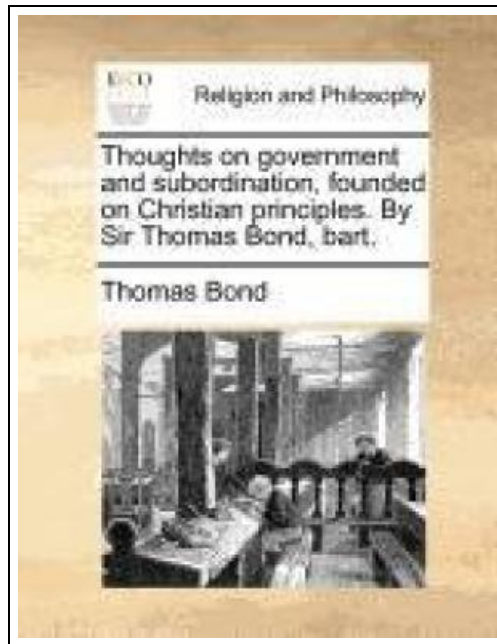 ECCO
Religion and Philosophy
Thoughts on government
and subordination, founded
on Christian principles. By
Sir Thomas Bond, bart.
Thomas Bond